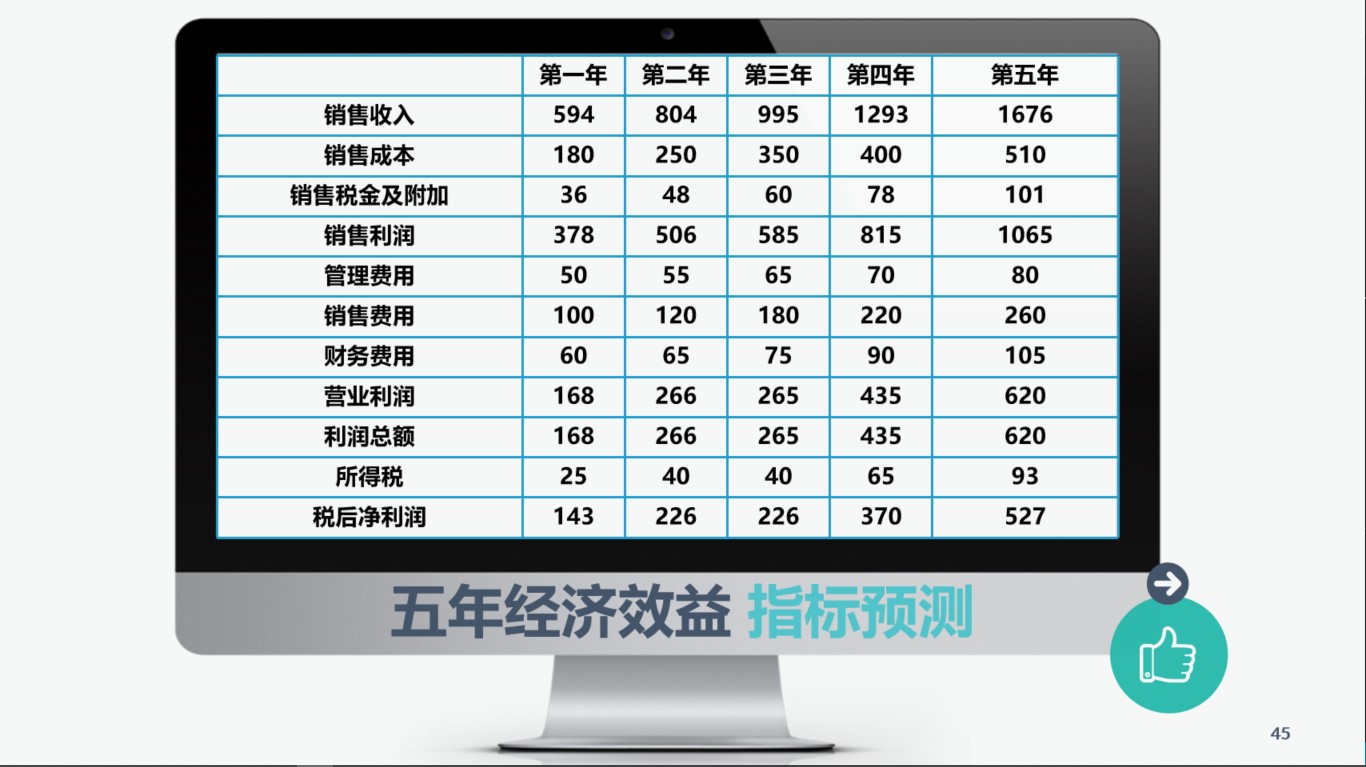 第一年 第二年 第三年 第四年 第五年
销售收入 594 804 995 1293 1676
销售成本 180 250 350 400 510
销售税金及附加 36 48 60 78 101
销售利润 378 506 585 815 1065
管理费用 50 55 65 70 80
销售费用 100 120 180 220 260
财务费用 60 65 75 90 105
营业利润 168 266 265 435 620
利润总额 168 266 265 435 620
所得税 25 40 40 65 93
税后净利润 143 226 226 370 527
五年经济效益 指标预测
45